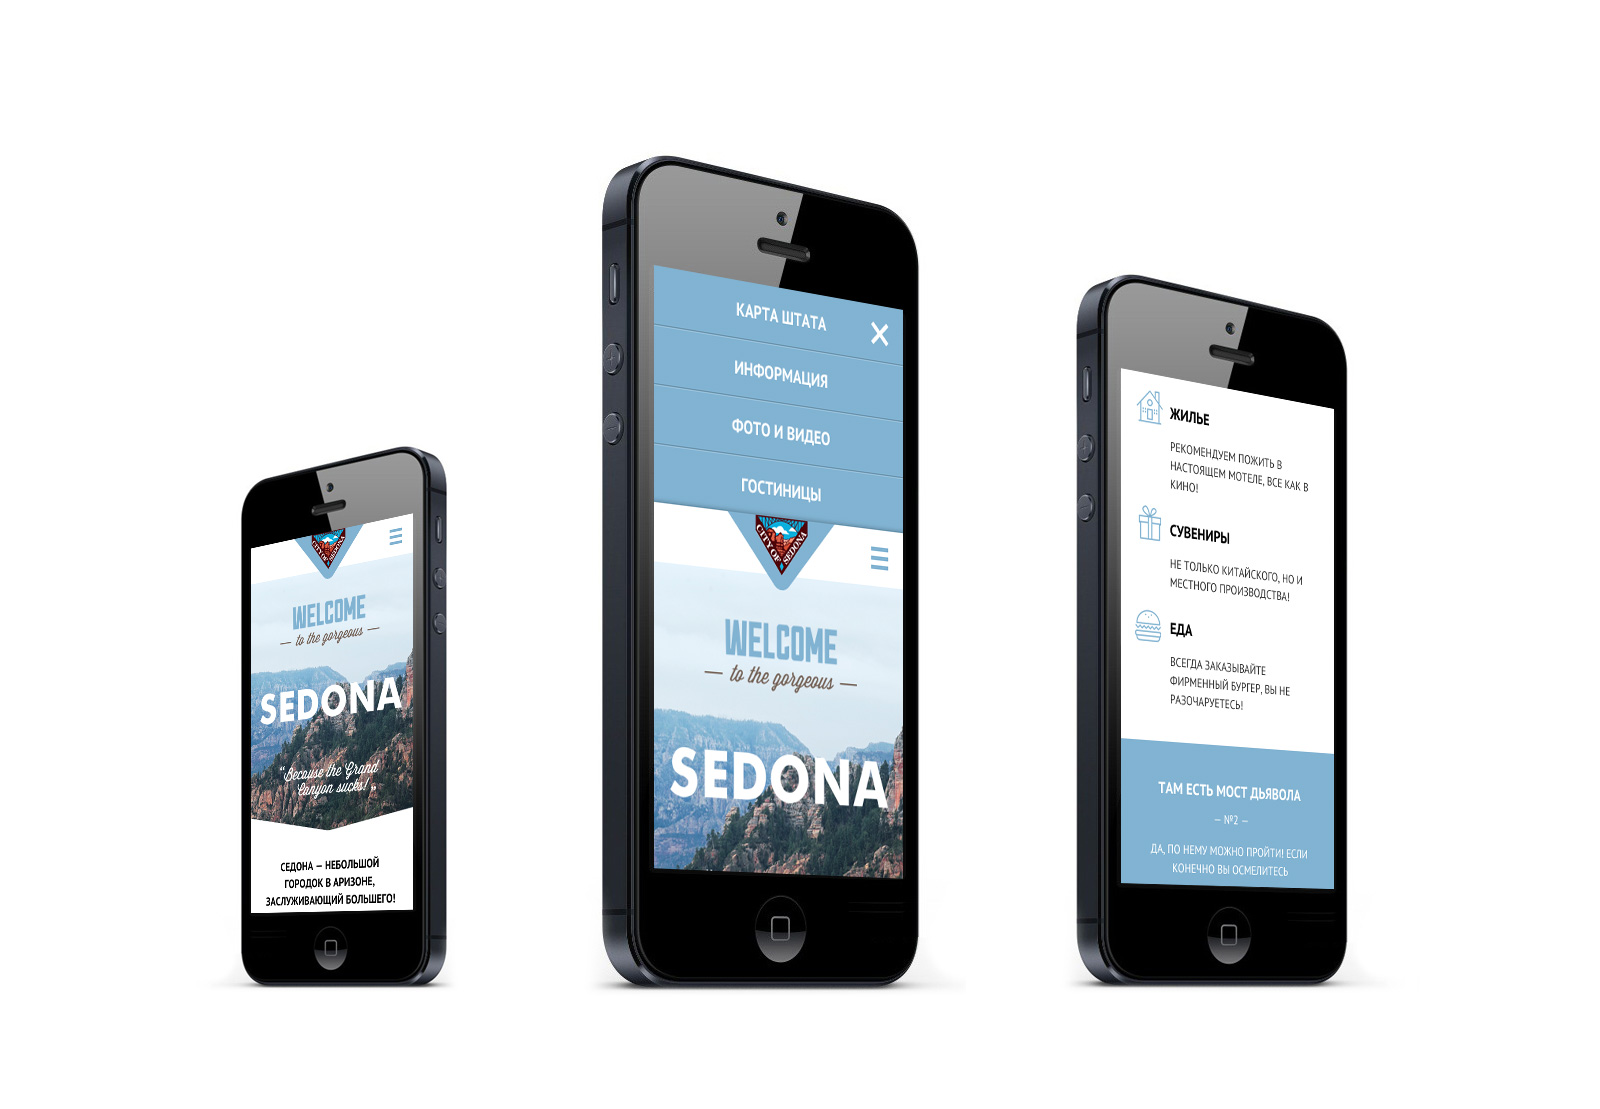 CITY OF SEDONA
WELCOME
— to the gorgeous —
SEDONA
“Because the Grand
Canyon sucks!„
СЕДОНА – НЕБОЛЬШОЙ
ГОРОДОК В АРИЗОНЕ,
ЗАСЛУЖИВАЮЩИЙ БОЛЬШЕГО!
КАРТА ШТАТА
ИНФОРМАЦИЯ
ФОТО И ВИДЕО
ГОСТИНИЦЫ
CITY OF SEDONA
WELCOME
— to the gorgeous —
SEDONA
ЖИЛЬЕ
РЕКОМЕНДУЕМ ПОЖИТЬ В
НАСТОЯЩЕМ МОТЕЛЕ, ВСЕ КАК В
КИНО!
СУВЕНИРЫ
НЕ ТОЛЬКО КИТАЙСКОГО, НО И
МЕСТНОГО ПРОИЗВОДСТВА!
ЕДА
ВСЕГДА ЗАКАЗЫВАЙТЕ
ФИРМЕННЫЙ БУРГЕР, ВЫ НЕ
РАЗОЧАРУЕТЕСЬ!
ТАМ ЕСТЬ МОСТ ДЬЯВОЛА
– №2 –
ДА, ПО НЕМУ МОЖНО ПРОЙТИ! ЕСЛИ
КОНЕЧНО ВЫ ОСМЕЛИТЕСЬ